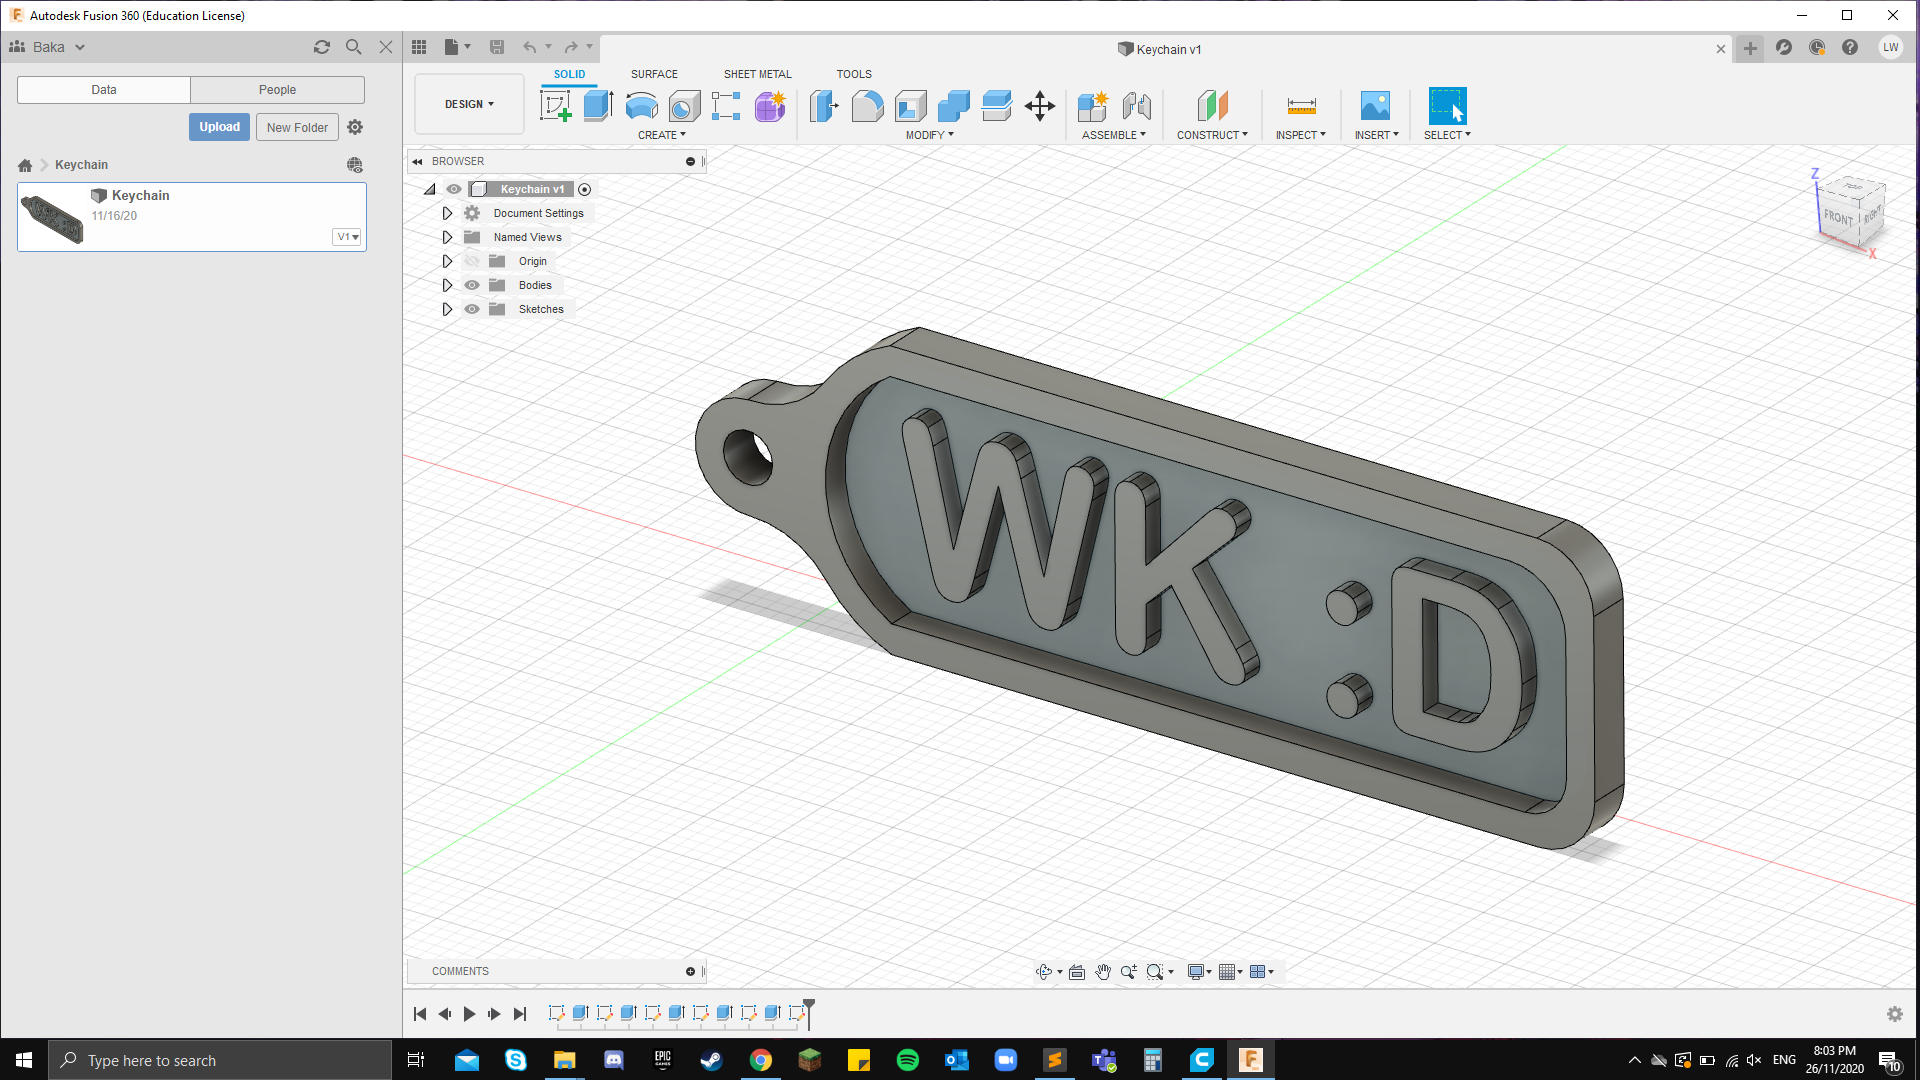 Autodesk Fusion 360 (Education License)
Baka
Keychain v1
LW
Data
People
Upload
New Folder
Keychain
Keychain
11/16/20
V1
DESIGN
SOLID
SURFACE
SHEET METAL
TOOLS
CREATE
MODIFY
ASSEMBLE
CONSTRUCT
INSPECT
INSERT
SELECT
BROWSER
Keychain v1
Document Settings
Named Views
Origin
Bodies
Sketches
Z
TOP
FRONT
RIGHT
X
WK :D
COMMENTS
Type here to search
EPIC
GAMES
ENG
8:03 PM
26/11/2020
10